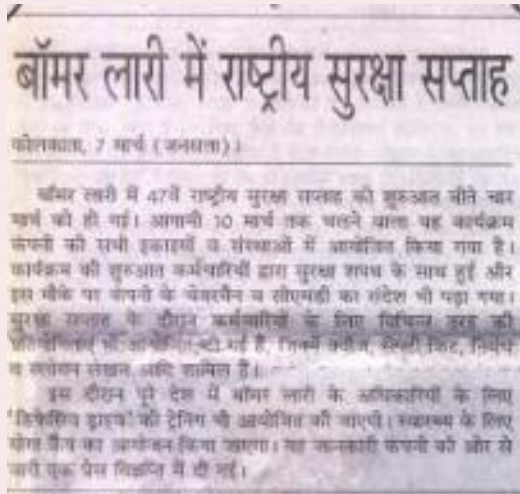 बॉमर लारी में राष्ट्रीय सुरक्षा सप्ताह
कोलकाता, 7 मार्च (जनसत्ता)।
बॉमर लारी में 47वें राष्ट्रीय सुरक्षा सप्ताह की शुरुआत बीते चार
मार्च को हो गई। आगामी 10 मार्च तक चलने वाला यह कार्यक्रम
कंपनी की सभी इकाइयों व संस्थाओं में आयोजित किया गया है।
कार्यक्रम की शुरुआत कर्मचारियों द्वारा सुरक्षा शपथ के साथ हुई और
इस मौके पर कंपनी के चेयरमैन व सीएमडी का संदेश भी पढ़ा गया।
सुरक्षा सप्ताह के दौरान कर्मचारियों के लिए विभिन्न तरह की
प्रतियोगिताएं भी आयोजित की गई हैं, जिनमें क्वीज, निबंध
व स्लोगन लेखन आदि शामिल हैं।
इस दौरान पूरे देश में बॉमर लारी के अधिकारियों के लिए
'डिफेंसिव ड्राइव' की ट्रेनिंग भी आयोजित की जाएगी। स्वास्थ्य के लिए
योगा कैंप का आयोजन किया जाएगा। यह जानकारी कंपनी की ओर से
जारी एक प्रेस विज्ञप्ति में दी गई।